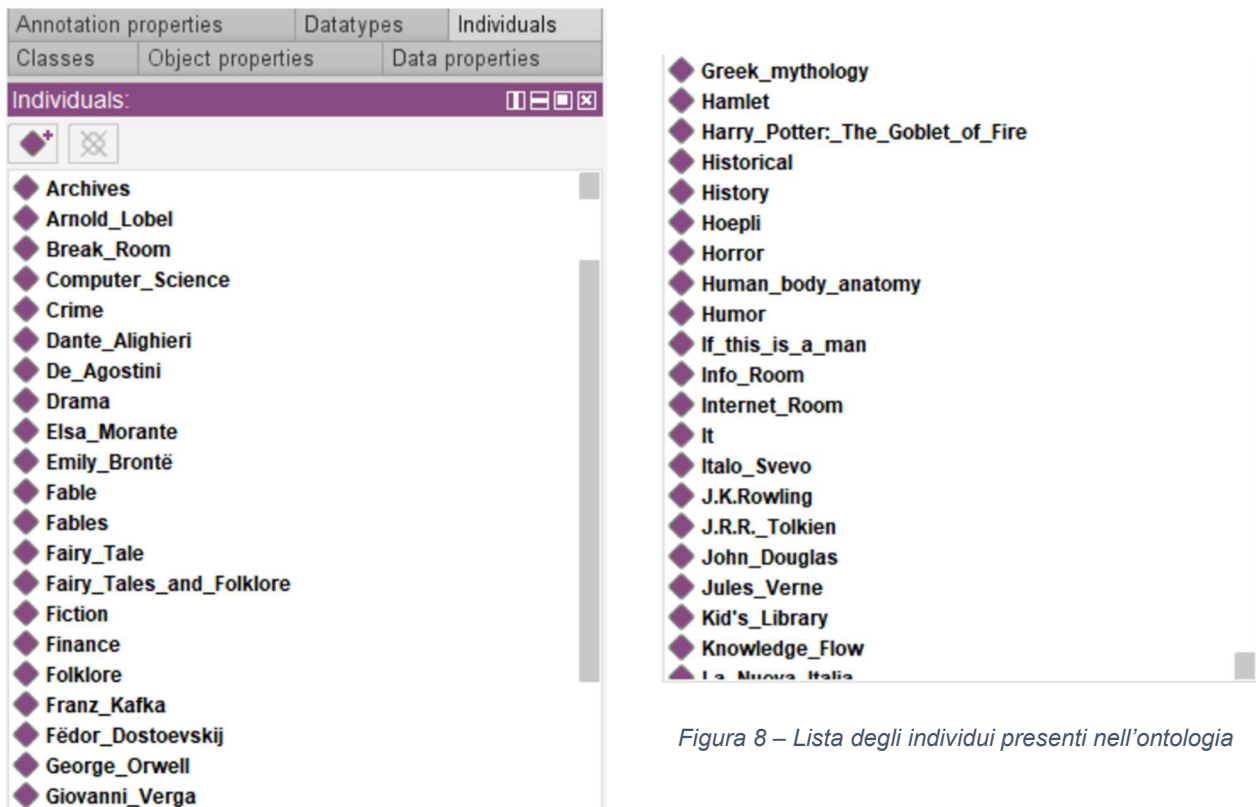 Annotation properties Datatypes Individuals
Classes Object properties Data properties
Individuals:
Archives
Arnold_Lobel
Break_Room
Computer_Science
Crime
Dante_Alighieri
De_Agostini
Drama
Elsa_Morante
Emily_Brontë
Fable
Fables
Fairy_Tale
Fairy_Tales_and_Folklore
Fiction
Finance
Folklore
Franz_Kafka
Fëdor_Dostoevskij
George_Orwell
Giovanni_Verga
Greek_mythology
Hamlet
Harry_Potter:_The_Goblet_of_Fire
Historical
History
Hoepli
Horror
Human_body_anatomy
Humor
If_this_is_a_man
Info_Room
Internet_Room
It
Italo_Svevo
J.K.Rowling
J.R.R._Tolkien
John_Douglas
Jules_Verne
Kid's_Library
Knowledge_Flow
La_Nuova_Italia
Figura 8 – Lista degli individui presenti nell'ontologia